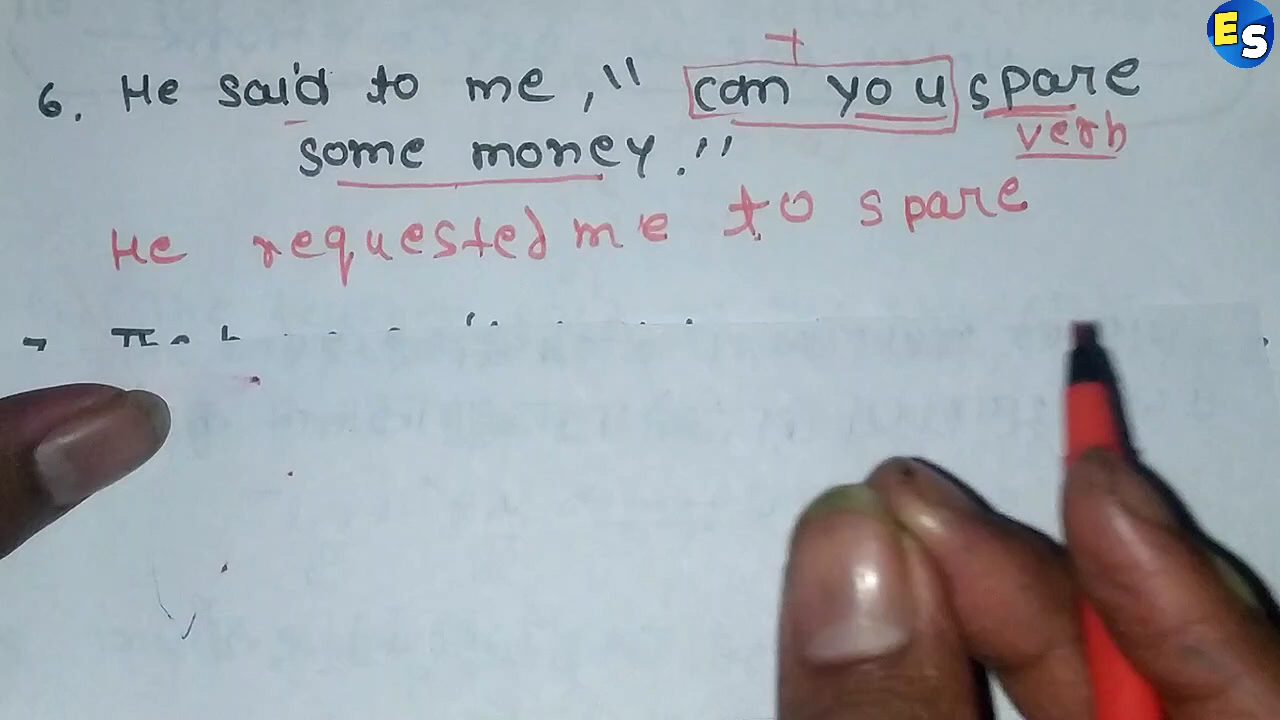 ES
6. He said to me, " can you spare
verb
some money."
He requested me to spare